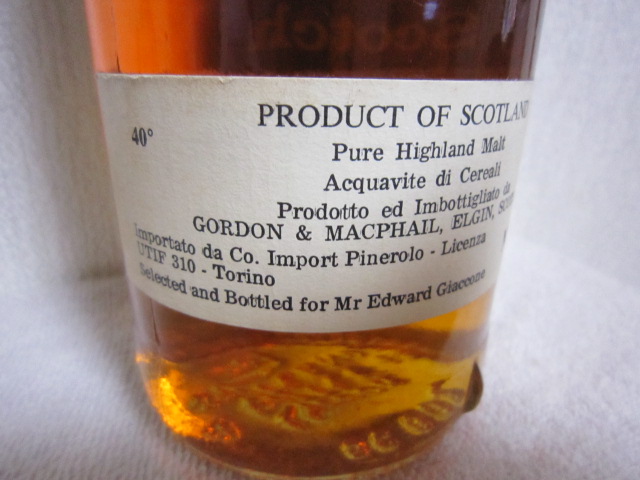 Scotch
PRODUCT OF SCOTLAND
40°
Pure Highland Malt
Acquavite di Cereali
Prodotto ed Imbottigliato da
GORDON & MACPHAIL, ELGIN,
Importato da Co. Import Pinerolo - Licenza
UTIF 310 - Torino
Selected and Bottled for Mr Edward Giaccone